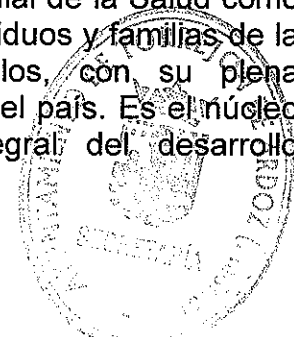 ial de la Salud como
iduos y familias de la
los, con su plena
el país. Es el núcleo
egral del desarrollo
SECRETARÍA